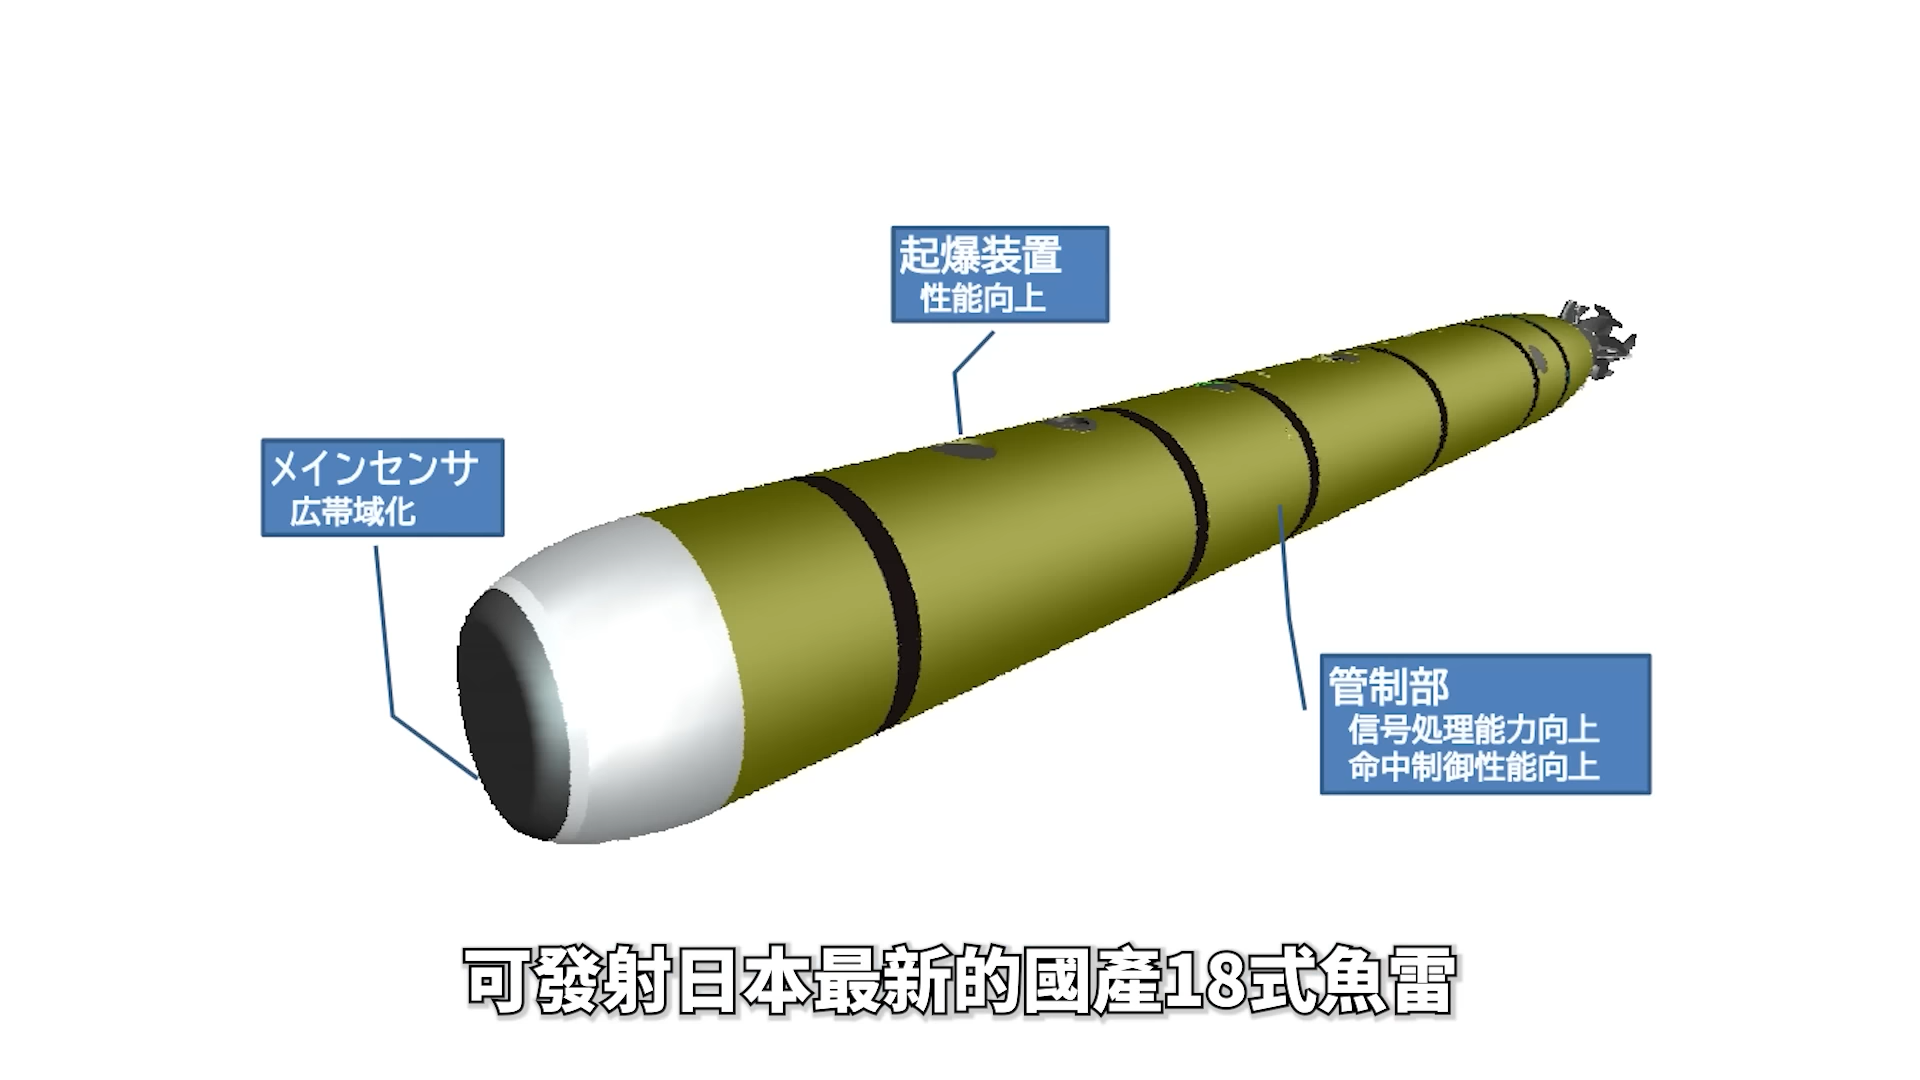 起爆装置
性能向上
メインセンサ
広帯域化
管制部
信号処理能力向上
命中制御性能向上
可發射日本最新的國產18式魚雷